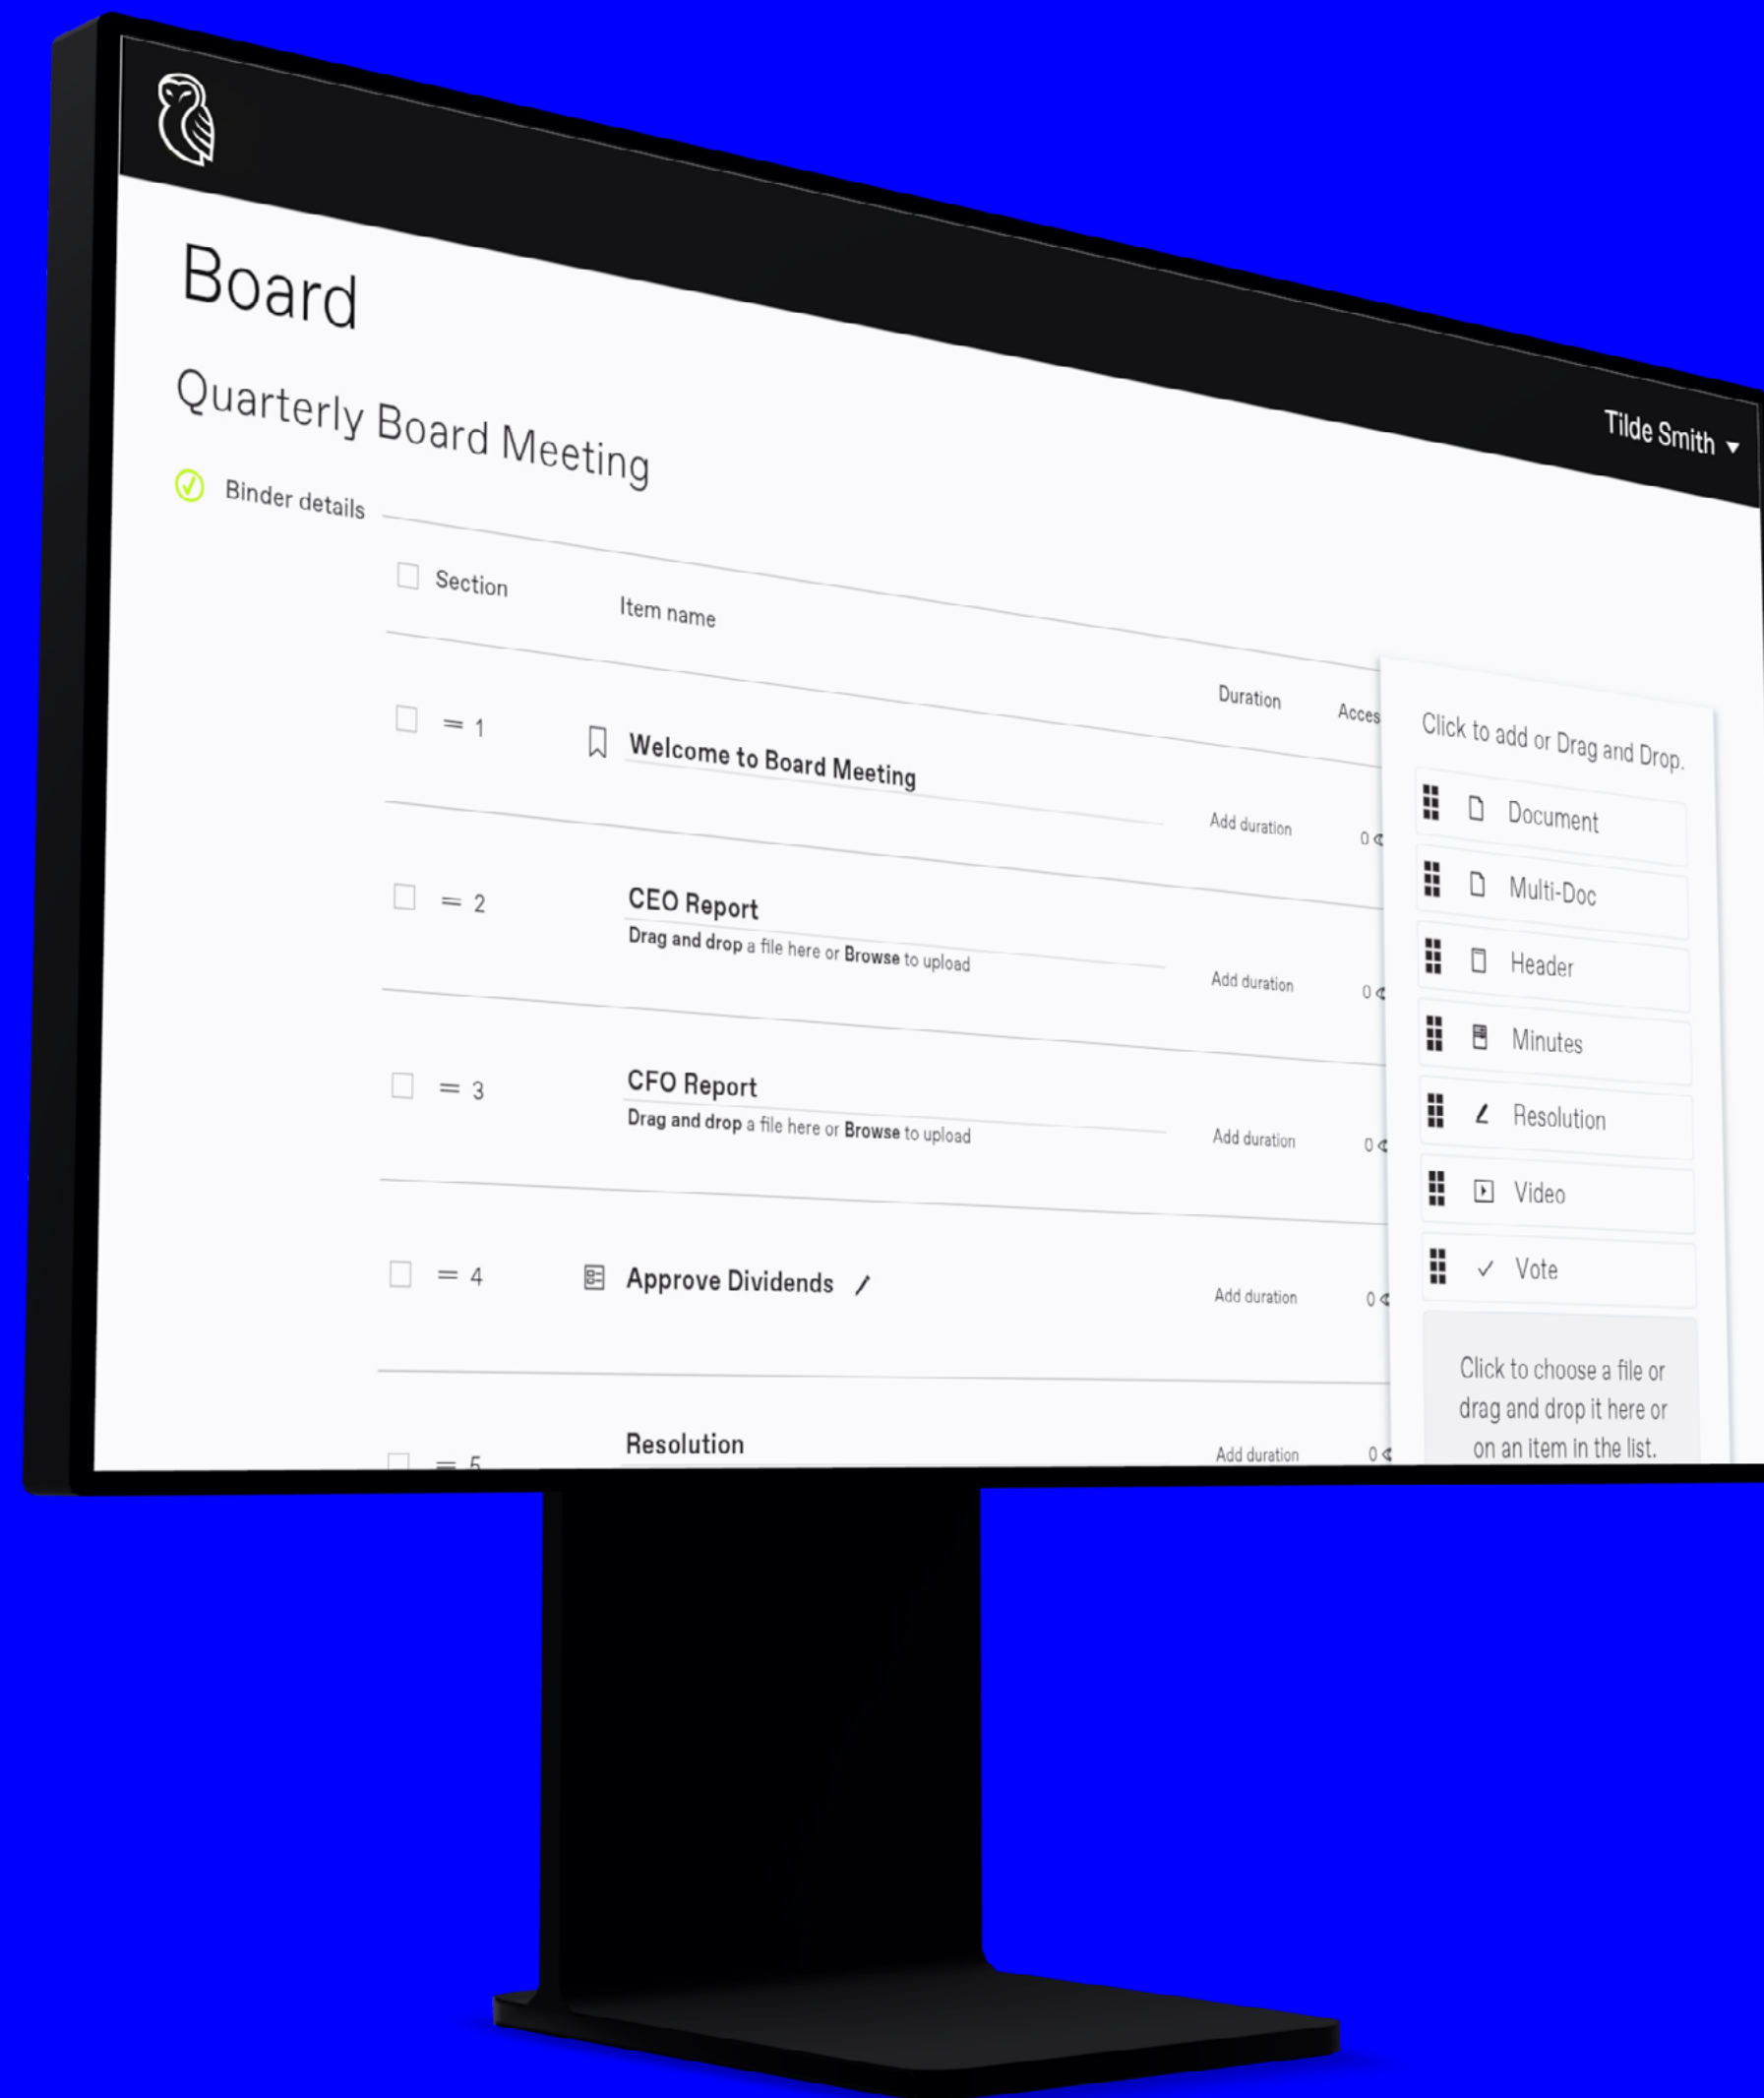 Tilde Smith
Board
Quarterly Board Meeting
Binder details
Section Item name Duration Acces
= 1 Welcome to Board Meeting Add duration 0
= 2 CEO Report Add duration 0
Drag and drop a file here or Browse to upload
= 3 CFO Report Add duration 0
Drag and drop a file here or Browse to upload
= 4 Approve Dividends Add duration 0
= 5 Resolution Add duration 0
Click to add or Drag and Drop.
Document
Multi-Doc
Header
Minutes
Resolution
Video
Vote
Click to choose a file or
drag and drop it here or
on an item in the list.